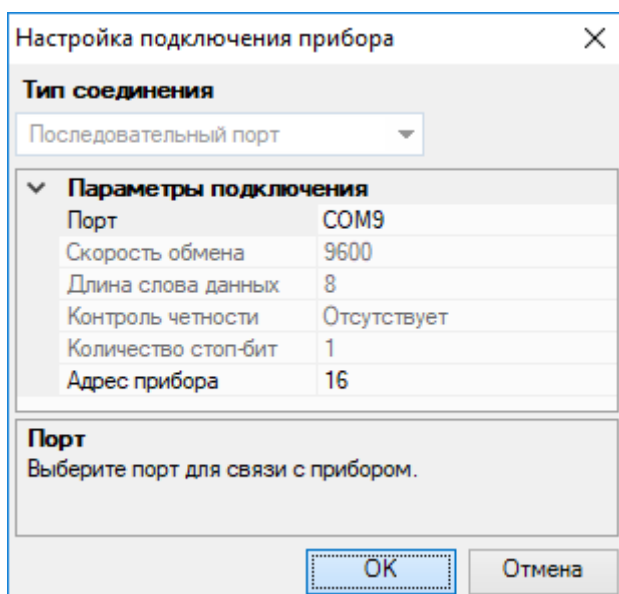 Настройка подключения прибора
Тип соединения
Последовательный порт
Параметры подключения
Порт COM9
Скорость обмена 9600
Длина слова данных 8
Контроль четности Отсутствует
Количество стоп-бит 1
Адрес прибора 16
Порт
Выберите порт для связи с прибором.
OK Отмена